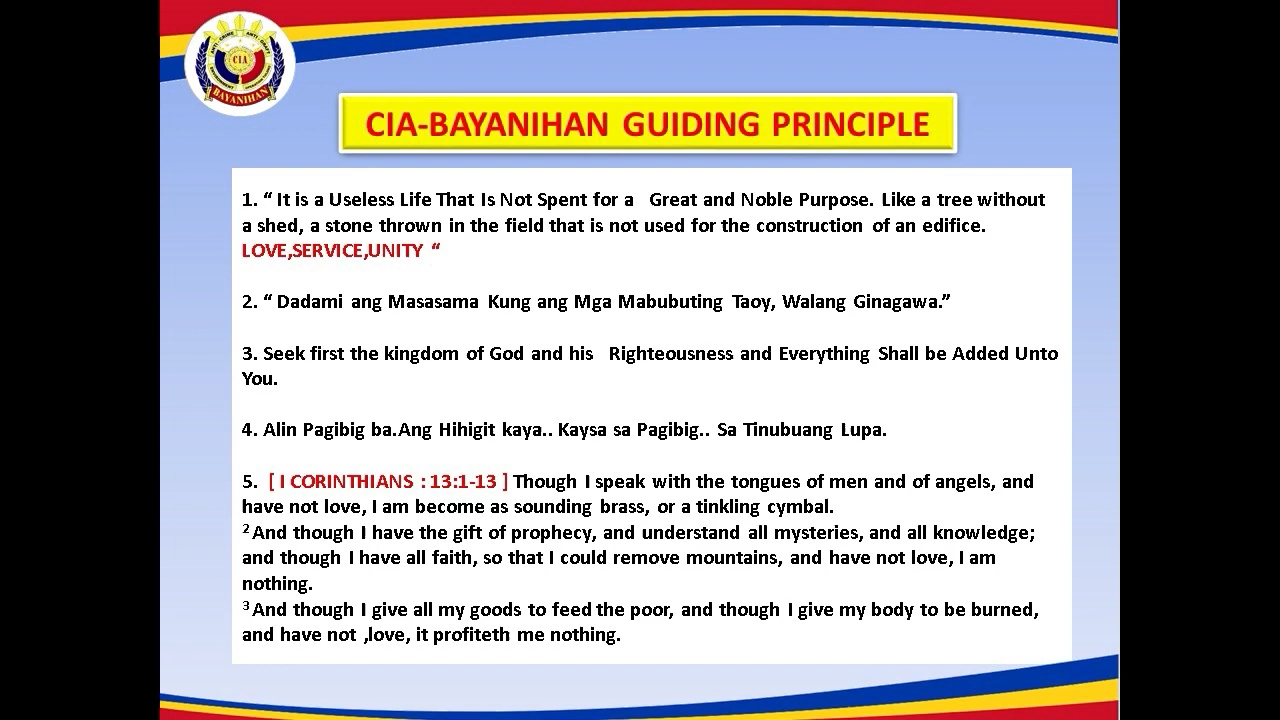 CIA
BAYANIHAN
CIA-BAYANIHAN GUIDING PRINCIPLE
1. “ It is a Useless Life That Is Not Spent for a Great and Noble Purpose. Like a tree without
a shed, a stone thrown in the field that is not used for the construction of an edifice.
LOVE,SERVICE,UNITY “
2. “ Dadami ang Masasama Kung ang Mga Mabubuting Taoy, Walang Ginagawa.”
3. Seek first the kingdom of God and his Righteousness and Everything Shall be Added Unto
You.
4. Alin Pagibig ba.Ang Hihigit kaya.. Kaysa sa Pagibig.. Sa Tinubuang Lupa.
5. [ I CORINTHIANS : 13:1-13 ] Though I speak with the tongues of men and of angels, and
have not love, I am become as sounding brass, or a tinkling cymbal.
2 And though I have the gift of prophecy, and understand all mysteries, and all knowledge;
and though I have all faith, so that I could remove mountains, and have not love, I am
nothing.
3 And though I give all my goods to feed the poor, and though I give my body to be burned,
and have not ,love, it profiteth me nothing.